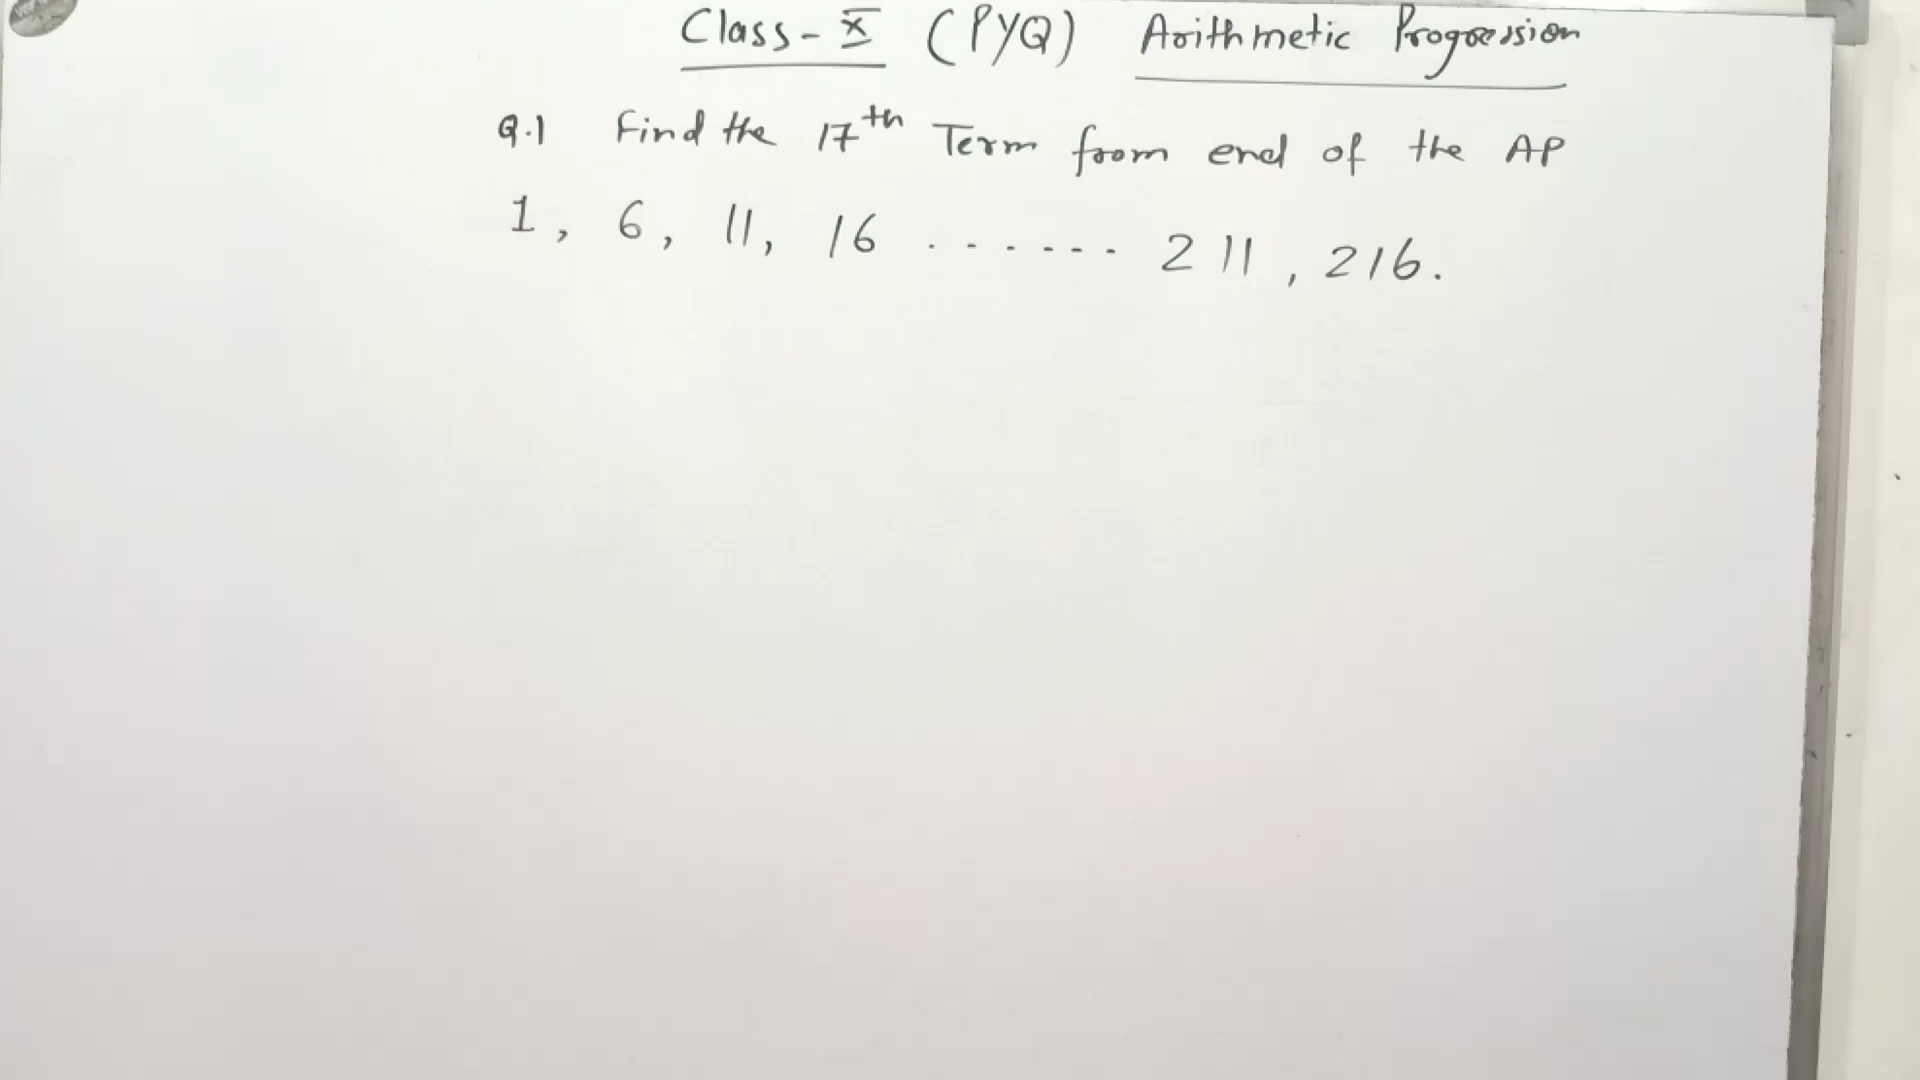 Class - X (PYQ) Arithmetic Progression
Q.1 Find the 17th Term from end of the AP
1, 6, 11, 16 ....... 211, 216.